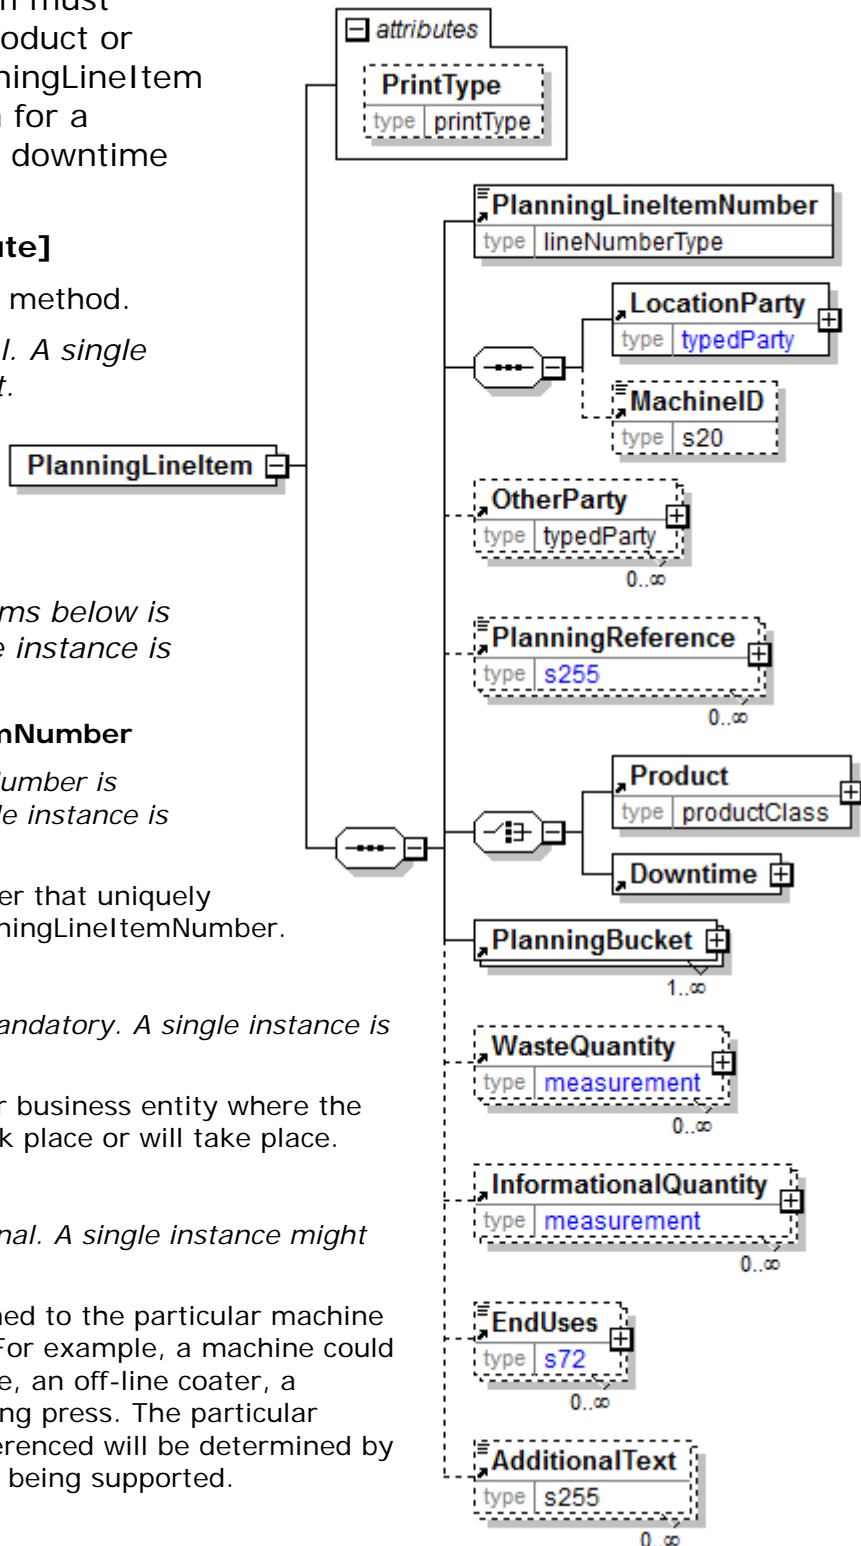 must
oduct or
ningLineItem
for a
downtime
ute]
method.
l. A single
t.
ms below is
e instance is
mNumber
lumber is
le instance is
er that uniquely
ningLineItemNumber.
andatory. A single instance is
r business entity where the
k place or will take place.
nal. A single instance might
ned to the particular machine
For example, a machine could
e, an off-line coater, a
ng press. The particular
erenced will be determined by
being supported.
attributes
PrintType
type printType
PlanningLineItem
PlanningLineItemNumber
type lineNumberType
LocationParty
type typedParty
MachineID
type s20
OtherParty
type typedParty
0..∞
PlanningReference
type s255
0..∞
Product
type productClass
Downtime
PlanningBucket
1..∞
WasteQuantity
type measurement
0..∞
InformationalQuantity
type measurement
0..∞
EndUses
type s72
0..∞
AdditionalText
type s255
0..∞